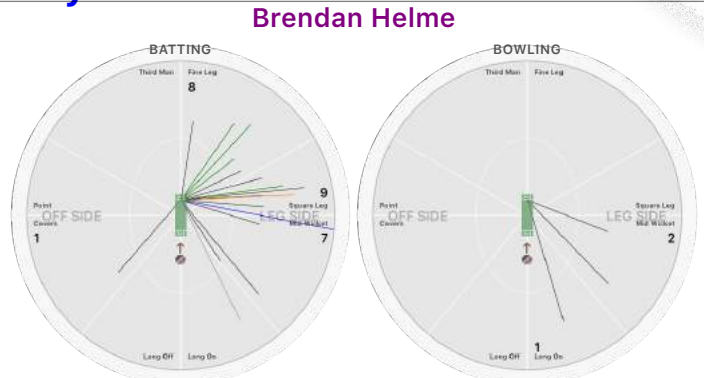 Brendan Helme
BATTING
Third Man Fine Leg
8
9
Point Square Leg
OFF SIDE LEG SIDE
Covers Mid Wicket
1 7
Long Off Long On
BOWLING
Third Man Fine Leg
Point Square Leg
OFF SIDE LEG SIDE
Covers Mid Wicket
2
1
Long Off Long On